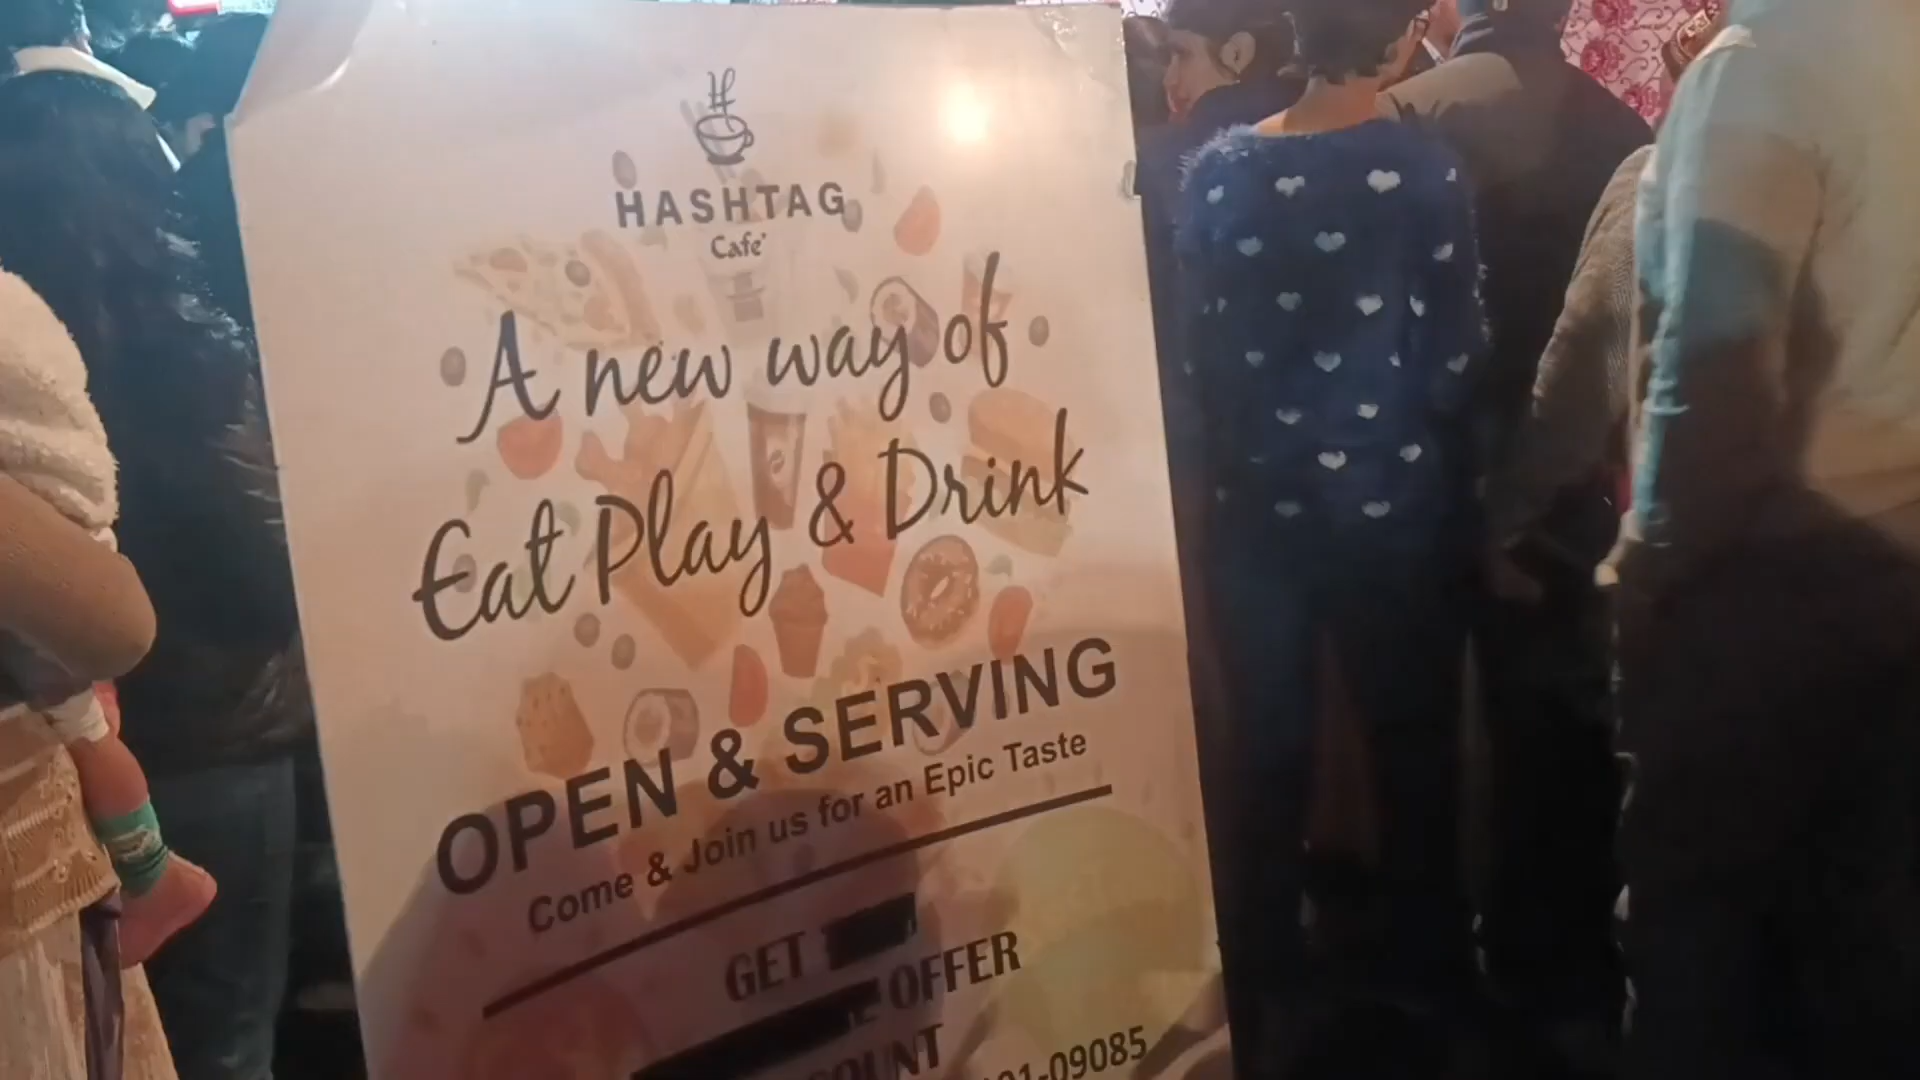 HASHTAG
Cafe'
A new way of
Eat Play & Drink
OPEN & SERVING
Come & Join us for an Epic Taste
GET
OFFER
-09085